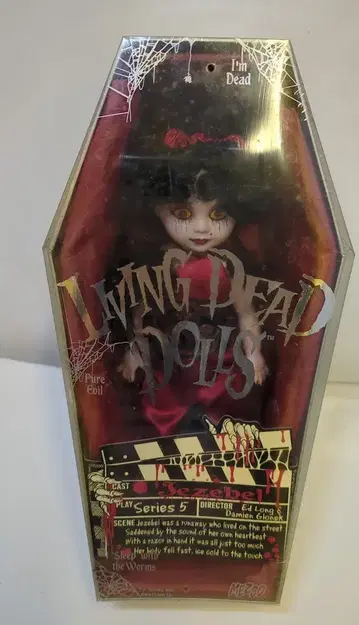 I'm
Dead
LIVING DEAD
DOLLS™
Pure
Evil
CAST "Jezebel"
PLAY Series 5 DIRECTOR Ed Long &
Damien Glonek
SCENE Jezebel was a runaway who lived on the street
Saddened by the sound of her own heartbeat
With a razor in hand it was all just too much
Her body fell fast, ice cold to the touch
Sleep with
the Worms
MEZCO